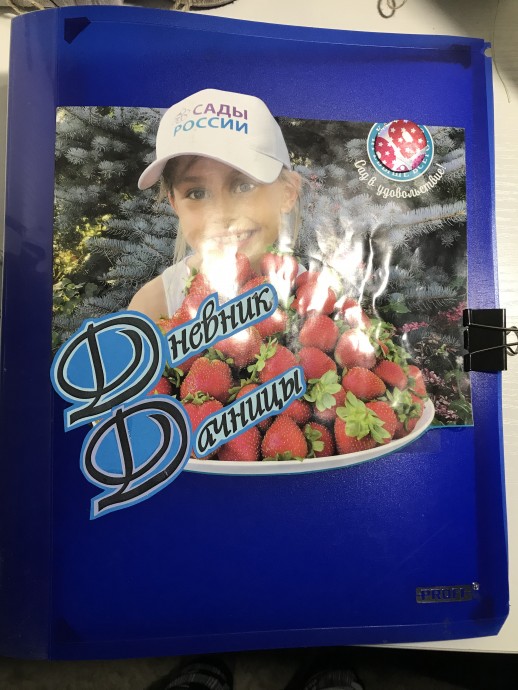 САДЫ
РОССИИ
Сад в удовольствие!
Дневник
Дачницы
PROFF